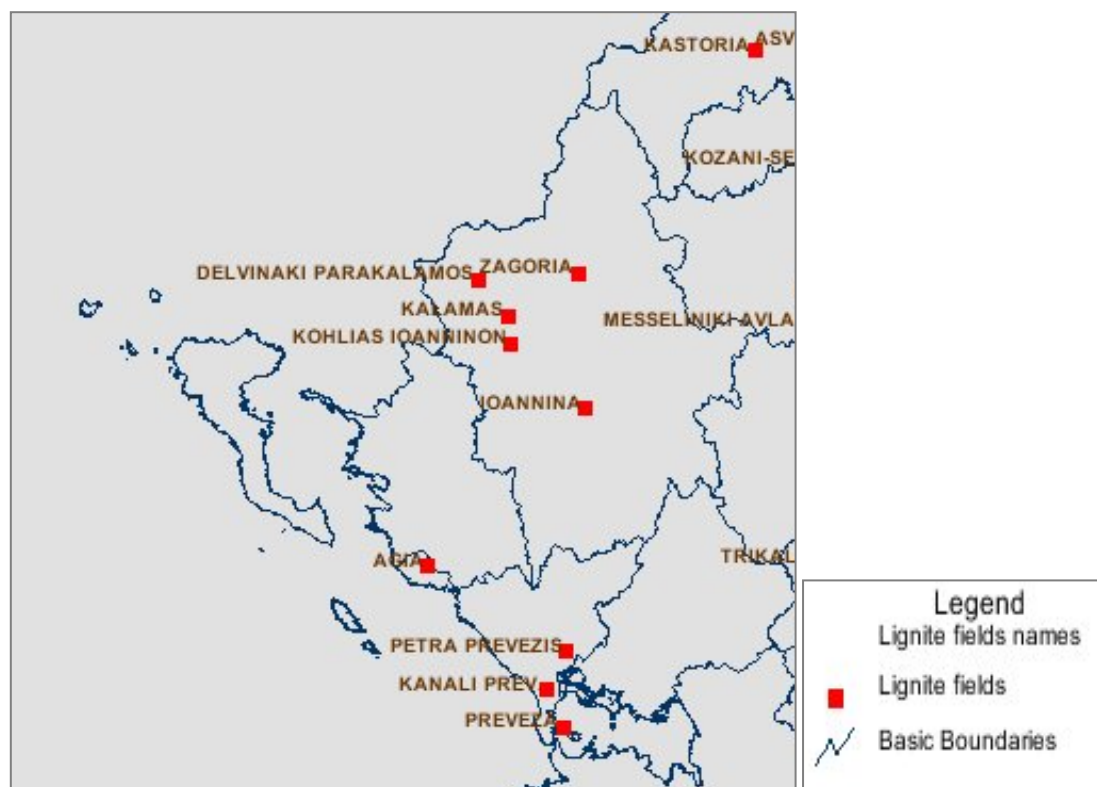 KASTORIA ASV
KOZANI-SE
DELVINAKI PARAKALAMOS ZAGORIA
KALAMAS
MESSELINIKI AVLA
KOHLIAS IOANNINON
IOANNINA
AGIA
TRIKAL
PETRA PREVEZIS
KANALI PREV
PREVEZA
Legend
Lignite fields names
Lignite fields
Basic Boundaries